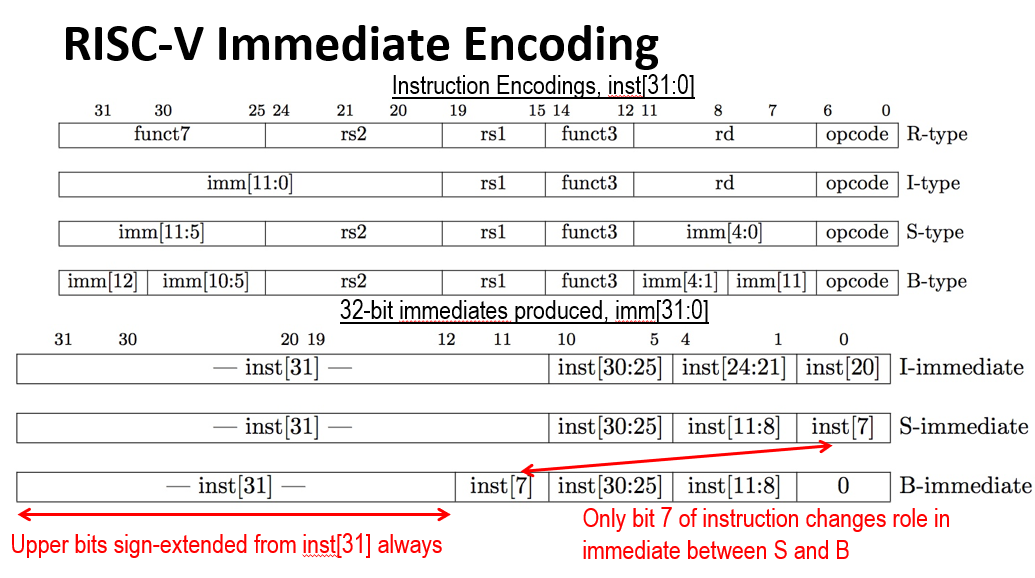 RISC-V Immediate Encoding
Instruction Encodings, inst[31:0]
31 30 25 24 21 20 19 15 14 12 11 8 7 6 0
funct7 rs2 rs1 funct3 rd opcode R-type
imm[11:0] rs1 funct3 rd opcode I-type
imm[11:5] rs2 rs1 funct3 imm[4:0] opcode S-type
imm[12] imm[10:5] rs2 rs1 funct3 imm[4:1] imm[11] opcode B-type
32-bit immediates produced, imm[31:0]
31 30 20 19 12 11 10 5 4 1 0
— inst[31] — inst[30:25] inst[24:21] inst[20] I-immediate
— inst[31] — inst[30:25] inst[11:8] inst[7] S-immediate
— inst[31] — inst[7] inst[30:25] inst[11:8] 0 B-immediate
Upper bits sign-extended from inst[31] always
Only bit 7 of instruction changes role in
immediate between S and B